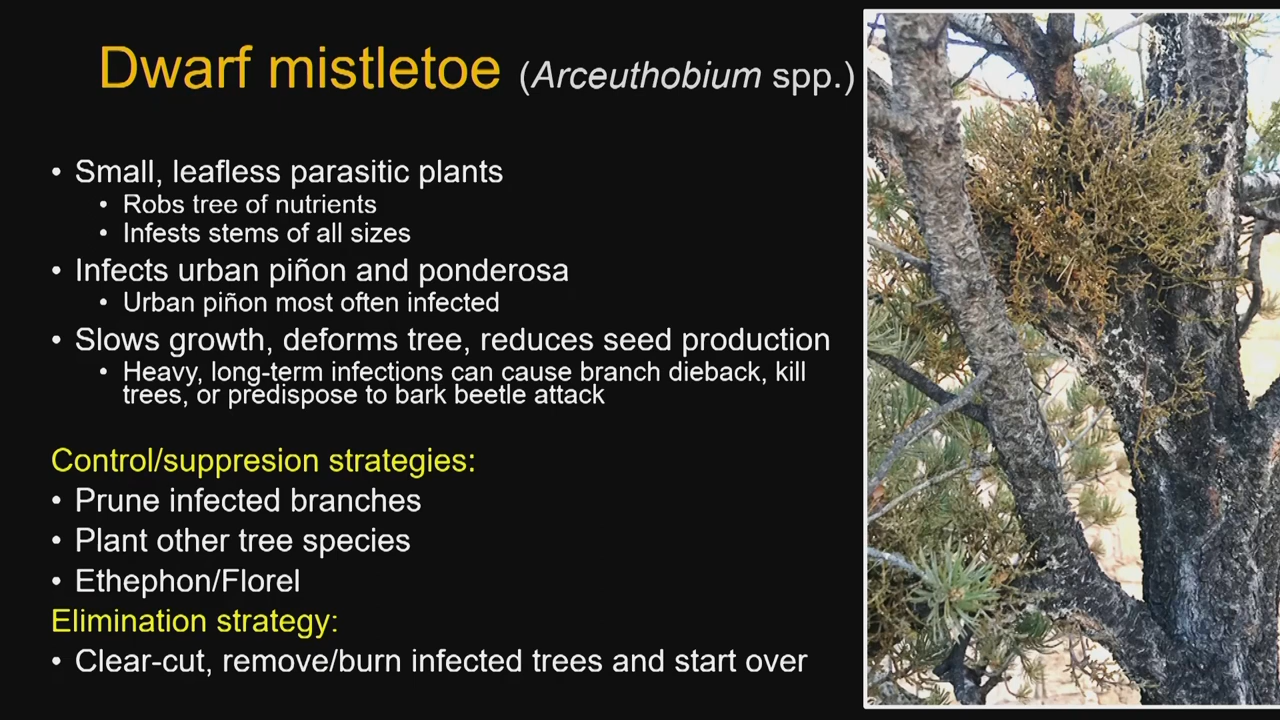 Dwarf mistletoe (Arceuthobium spp.)
• Small, leafless parasitic plants
• Robs tree of nutrients
• Infests stems of all sizes
• Infects urban piñon and ponderosa
• Urban piñon most often infected
• Slows growth, deforms tree, reduces seed production
• Heavy, long-term infections can cause branch dieback, kill
trees, or predispose to bark beetle attack
Control/suppresion strategies:
• Prune infected branches
• Plant other tree species
• Ethephon/Florel
Elimination strategy:
• Clear-cut, remove/burn infected trees and start over